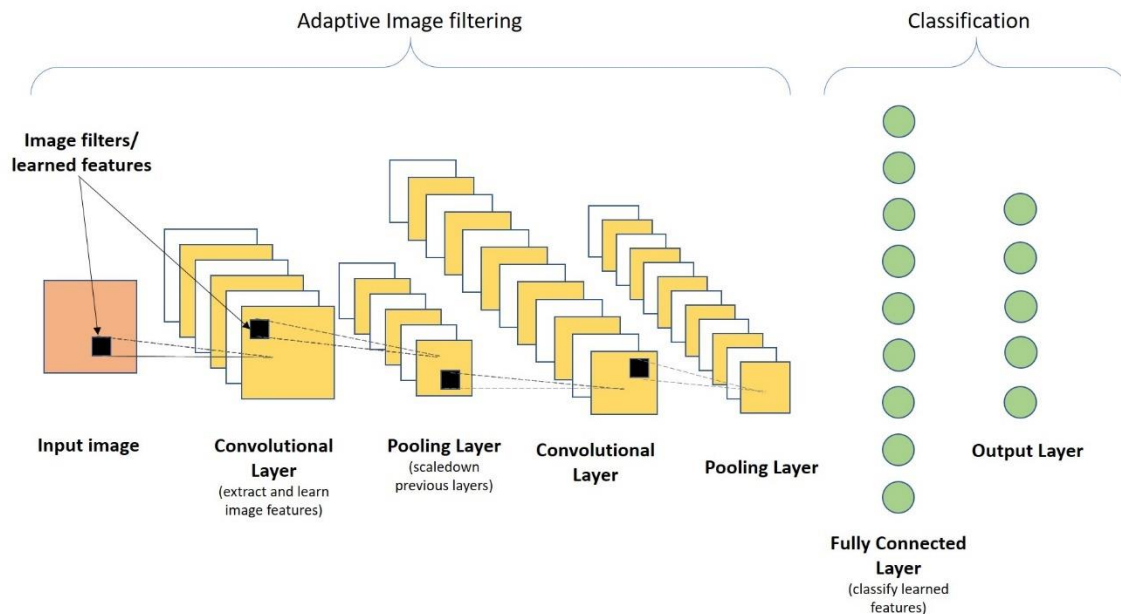 Adaptive Image filtering
Classification
Image filters/
learned features
Input image
Convolutional
Layer
(extract and learn
image features)
Pooling Layer
(scaledown
previous layers)
Convolutional
Layer
Pooling Layer
Fully Connected
Layer
(classify learned
features)
Output Layer